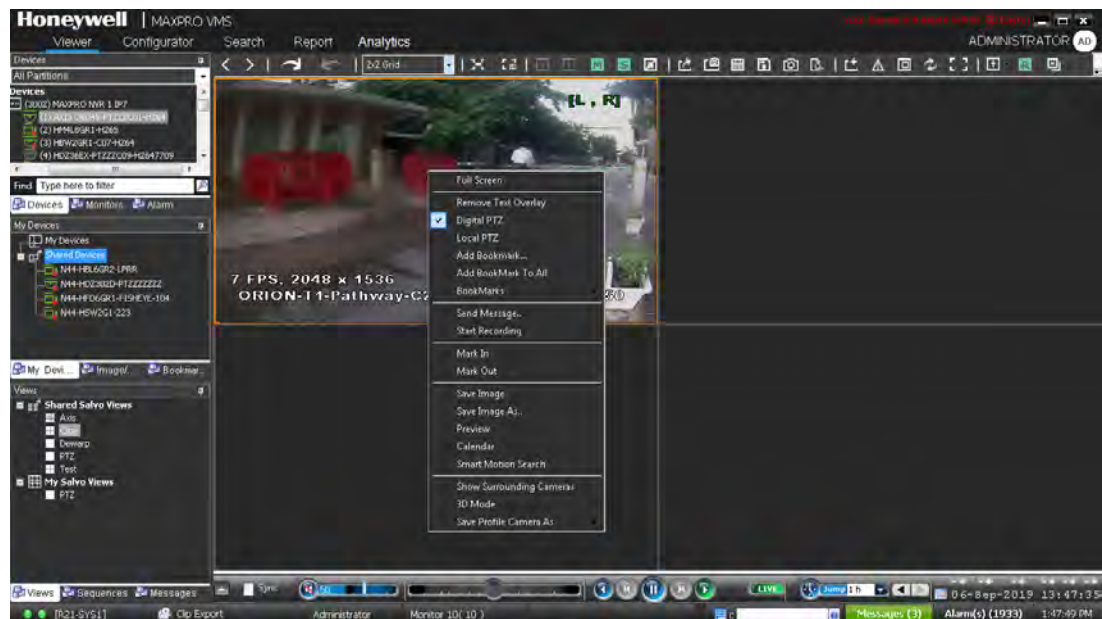 Honeywell | MAXPRO VMS
Viewer Configurator Search Report Analytics
ADMINISTRATOR AD
Devices
All Partitions
2x2 Grid
Devices
(3002) MAXPRO NVR 1 IP7
(2) HPML6GR1-H265
(3) HBW2GR1-C07-H264
(4) HDZ36EX-PTZZZC09-H2647709
Find Type here to filter
Devices Monitors Alarm
My Devices
My Devices
Shared Devices
N44-HBL6GR2-LPRR
N44-HDZ302D-PTZZZZZZ
N44-HFD6GR1-FISHEYE-104
N44-HSW2G1-223
My Devi... Image/.. Bookmar..
Views
Shared Salvo Views
Axis
Dewarp
PTZ
Test
My Salvo Views
PTZ
Views Sequences Messages
[L , R]
7 FPS, 2048 x 1536
ORION-T1-Pathway-C
Full Screen
Remove Text Overlay
Digital PTZ
Local PTZ
Add Bookmark...
Add BookMark To All
BookMarks
Send Message..
Start Recording
Mark In
Mark Out
Save Image
Save Image As..
Preview
Calendar
Smart Motion Search
Show Surrounding Cameras
3D Mode
Save Profile Camera As
Sync
50
LIVE
Jump 1 h
06-Sep-2019 13:47:35
[R21-SYS1] Clip Export Administrator Monitor 10( 10 )
Messages (3) Alarm(s) (1933) 1:47:49 PM